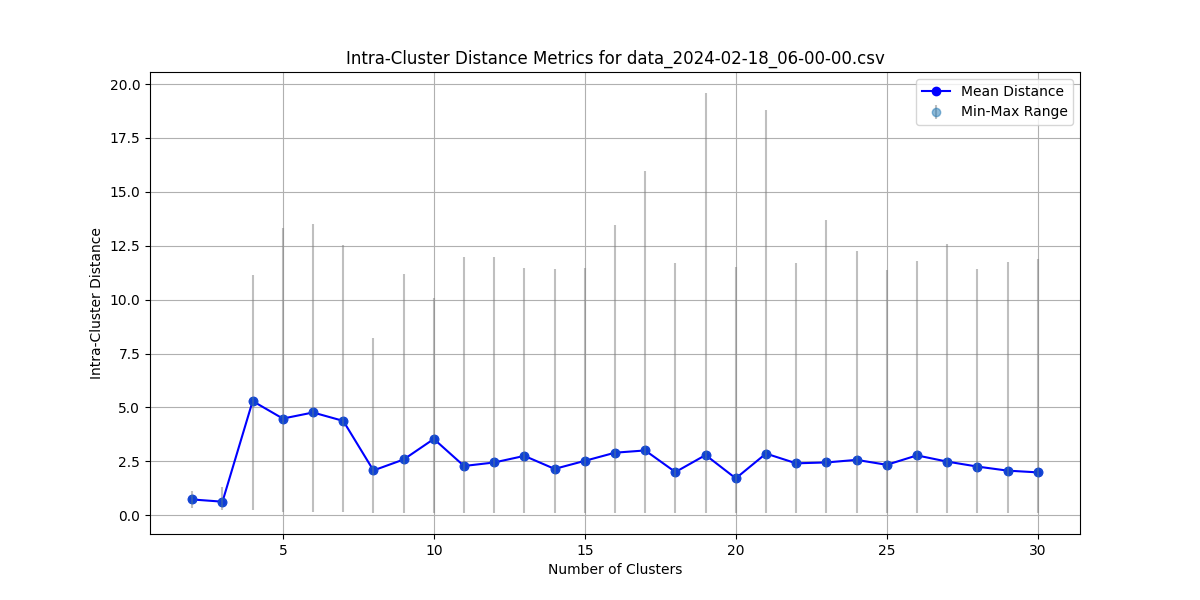 Intra-Cluster Distance Metrics for data_2024-02-18_06-00-00.csv
Mean Distance
Min-Max Range
20.0
17.5
15.0
12.5
10.0
7.5
5.0
2.5
0.0
Intra-Cluster Distance
5 10 15 20 25 30
Number of Clusters